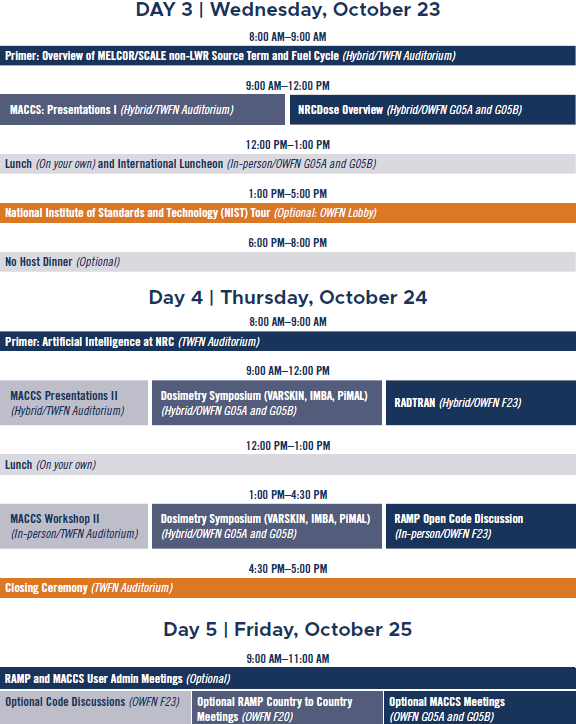 DAY 3 | Wednesday, October 23
8:00 AM–9:00 AM
Primer: Overview of MELCOR/SCALE non-LWR Source Term and Fuel Cycle (Hybrid/TWFN Auditorium)
9:00 AM–12:00 PM
MACCS: Presentations I (Hybrid/TWFN Auditorium)
NRCDose Overview (Hybrid/OWFN G05A and G05B)
12:00 PM–1:00 PM
Lunch (On your own) and International Luncheon (In-person/OWFN G05A and G05B)
1:00 PM–5:00 PM
National Institute of Standards and Technology (NIST) Tour (Optional: OWFN Lobby)
6:00 PM–8:00 PM
No Host Dinner (Optional)
Day 4 | Thursday, October 24
8:00 AM–9:00 AM
Primer: Artificial Intelligence at NRC (TWFN Auditorium)
9:00 AM–12:00 PM
MACCS Presentations II
(Hybrid/TWFN Auditorium)
Dosimetry Symposium (VARSKIN, IMBA, PiMAL)
(Hybrid/OWFN G05A and G05B)
RADTRAN (Hybrid/OWFN F23)
12:00 PM–1:00 PM
Lunch (On your own)
1:00 PM–4:30 PM
MACCS Workshop II
(In-person/TWFN Auditorium)
Dosimetry Symposium (VARSKIN, IMBA, PiMAL)
(Hybrid/OWFN G05A and G05B)
RAMP Open Code Discussion
(In-person/OWFN F23)
4:30 PM–5:00 PM
Closing Ceremony (TWFN Auditorium)
Day 5 | Friday, October 25
9:00 AM–11:00 AM
RAMP and MACCS User Admin Meetings (Optional)
Optional Code Discussions (OWFN F23)
Optional RAMP Country to Country
Meetings (OWFN F20)
Optional MACCS Meetings
(OWFN G05A and G05B)